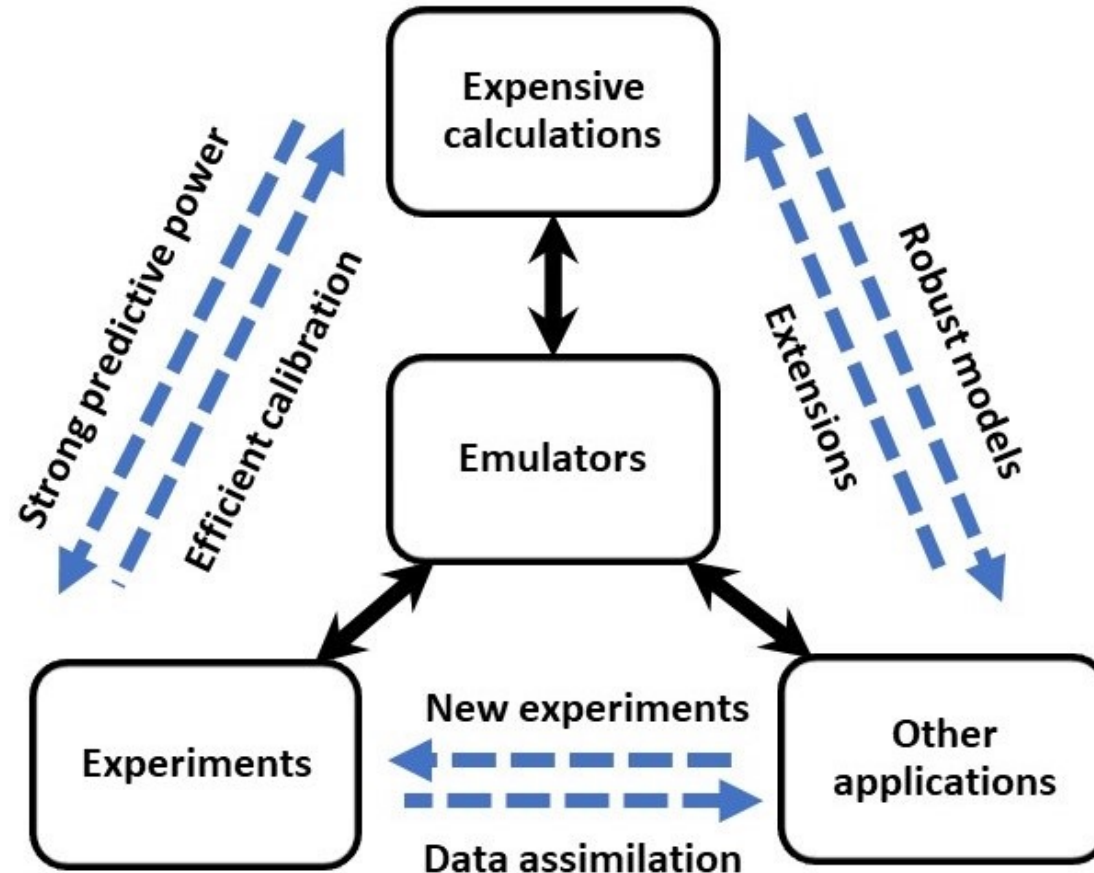 Expensive
calculations
Strong predictive power
Efficient calibration
Robust models
Extensions
Emulators
New experiments
Experiments
Other
applications
Data assimilation